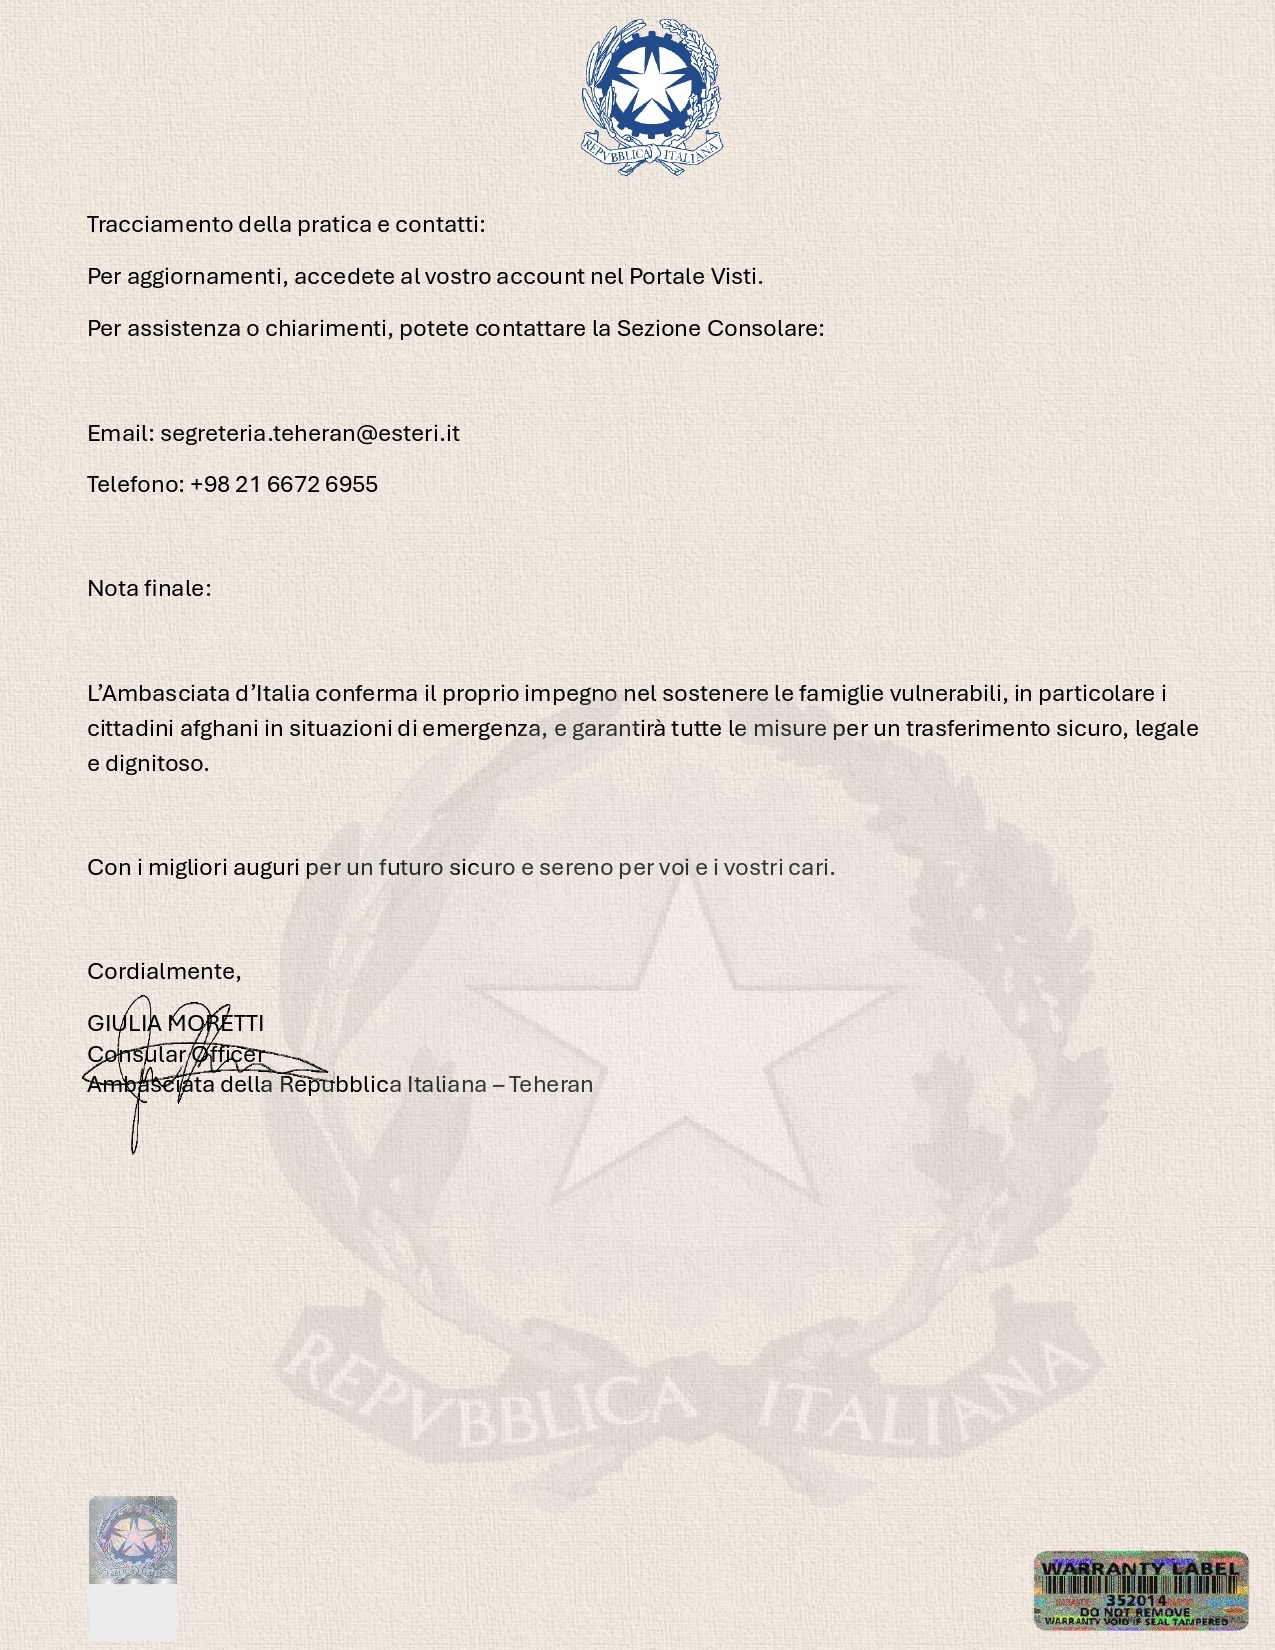 REPVBBLICA ITALIANA
Tracciamento della pratica e contatti:
Per aggiornamenti, accedete al vostro account nel Portale Visti.
Per assistenza o chiarimenti, potete contattare la Sezione Consolare:
Email: segreteria.teheran@esteri.it
Telefono: +98 21 6672 6955
Nota finale:
L’Ambasciata d’Italia conferma il proprio impegno nel sostenere le famiglie vulnerabili, in particolare i
cittadini afghani in situazioni di emergenza, e garantirà tutte le misure per un trasferimento sicuro, legale
e dignitoso.
Con i migliori auguri per un futuro sicuro e sereno per voi e i vostri cari.
Cordialmente,
GIULIA MORETTI
Consular Officer
Ambasciata della Repubblica Italiana – Teheran
REPVBBLICA ITALIANA
WARRANTY LABEL
352014
DO NOT REMOVE
WARRANTY VOID IF SEAL TAMPERED